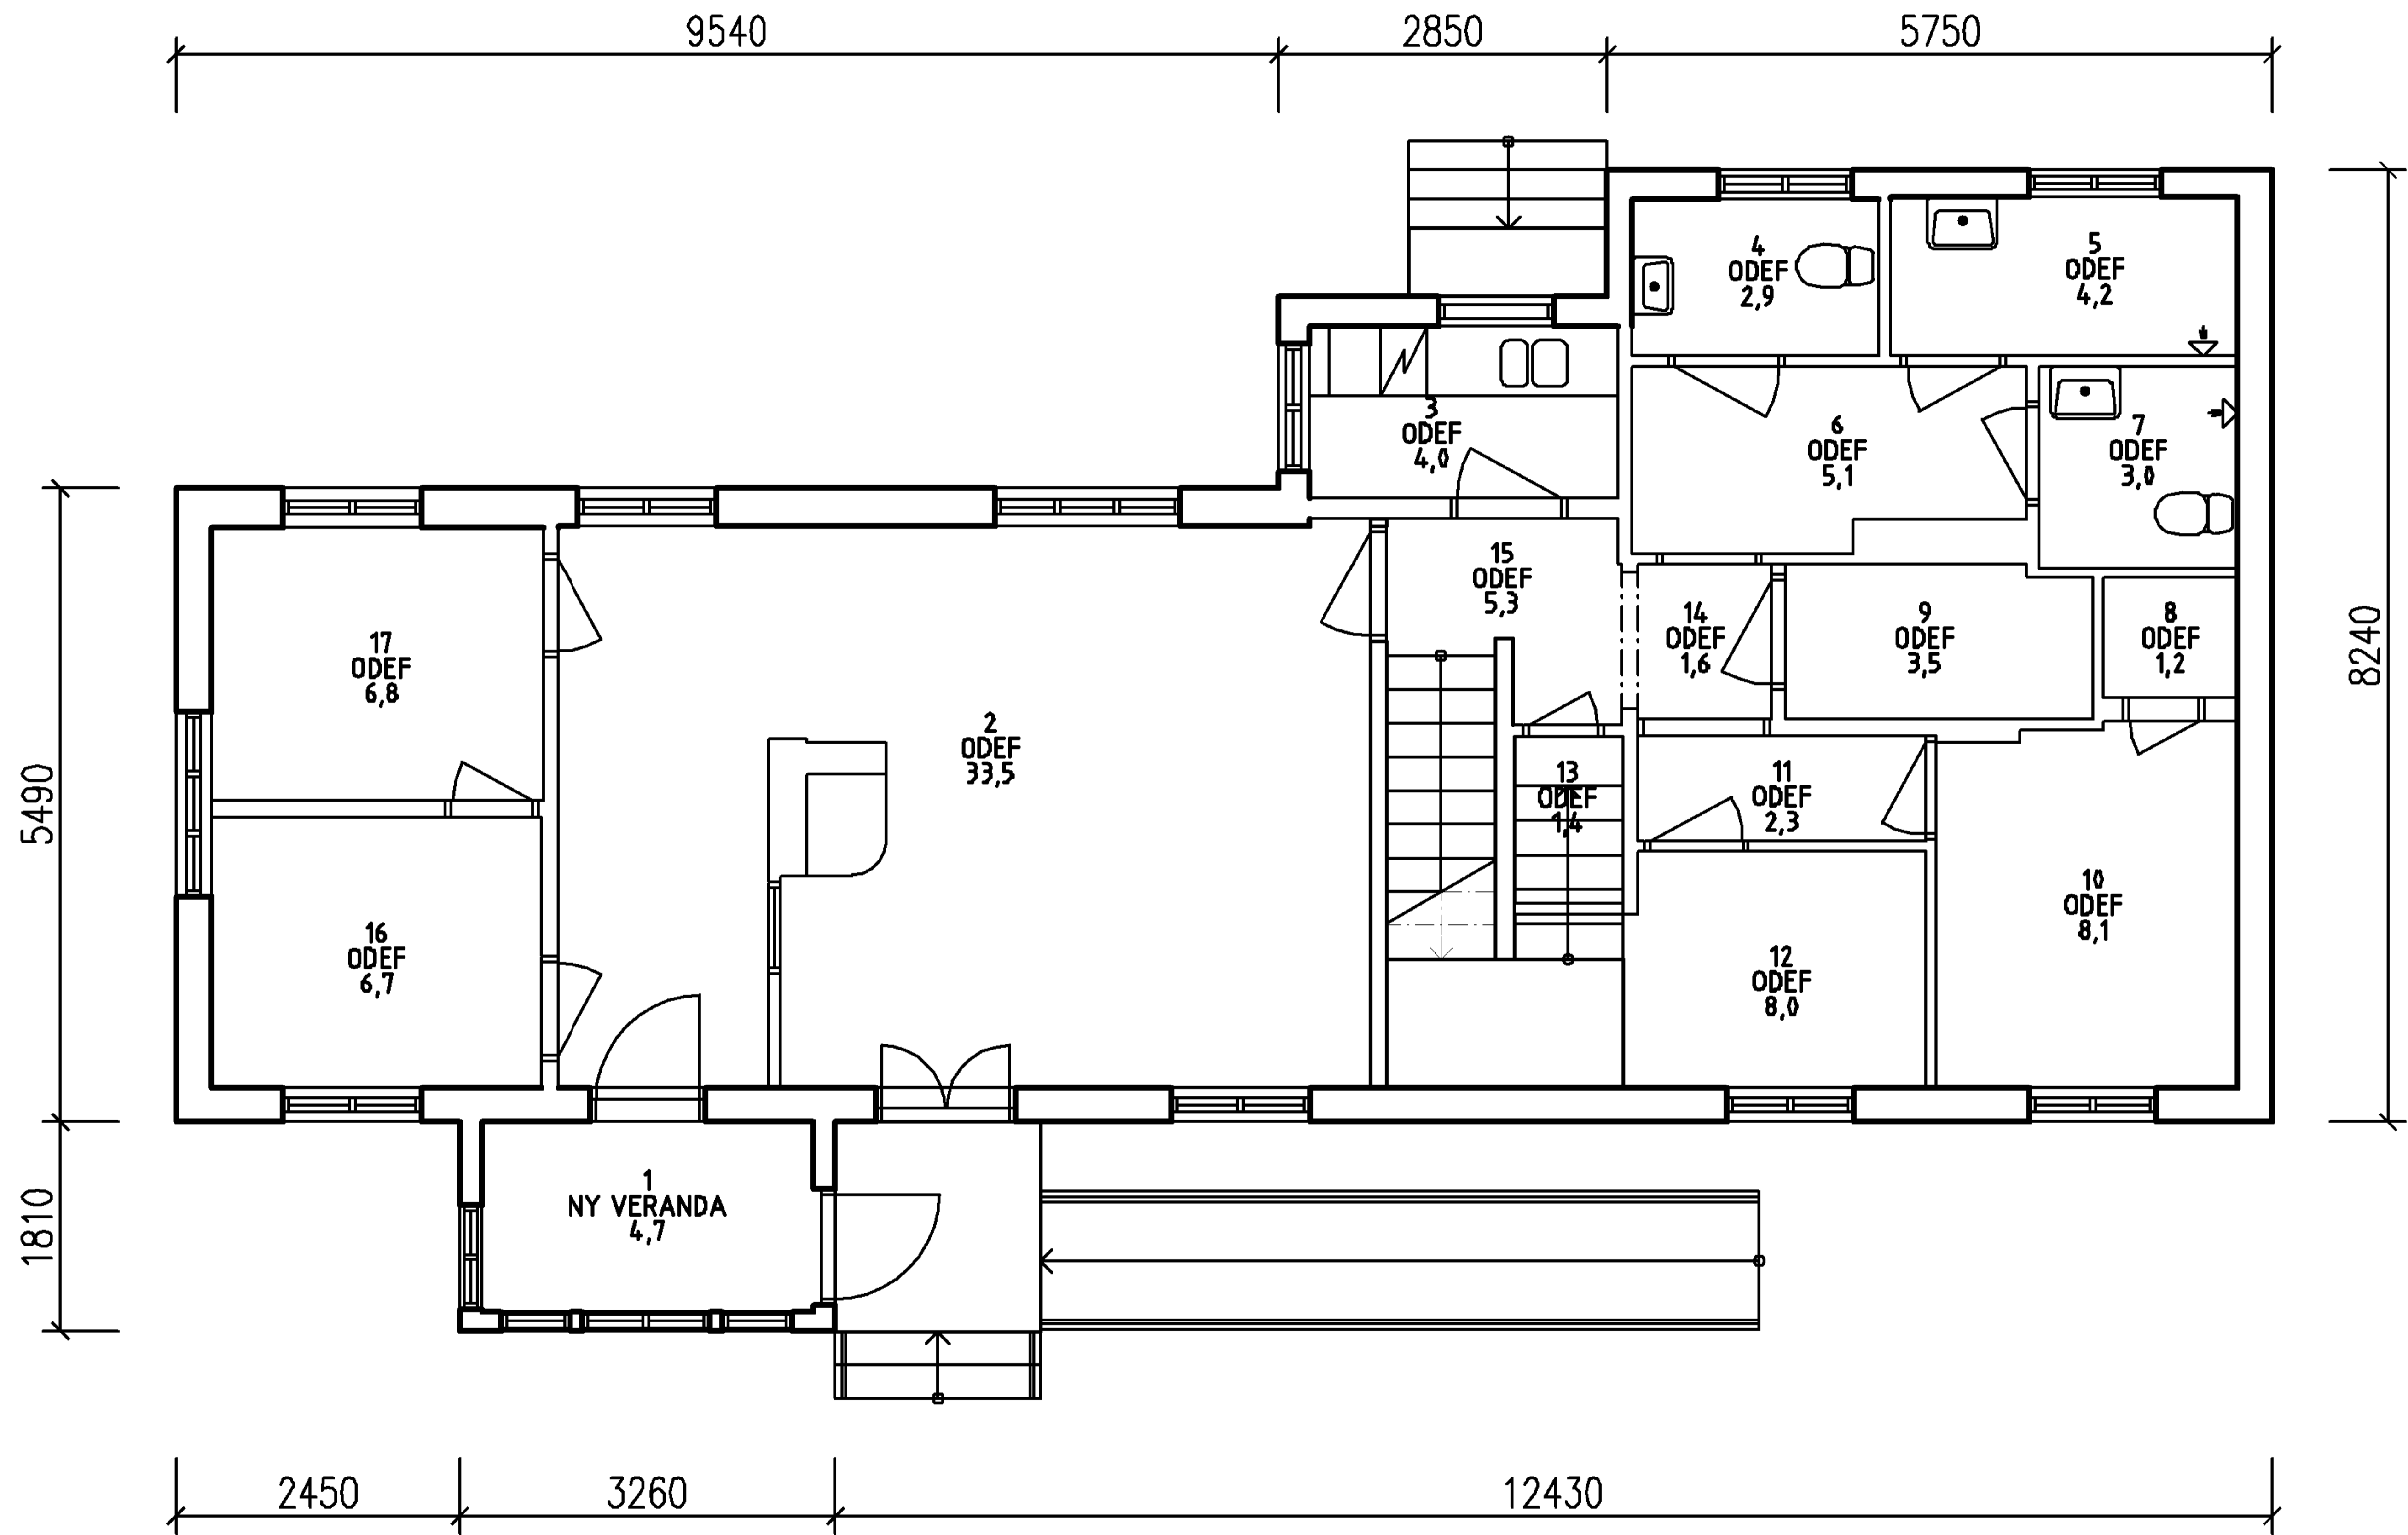 9540
2850
5750
4
ODEF
2,9
5
ODEF
4,2
3
ODEF
4,0
6
ODEF
5,1
7
ODEF
3,0
15
ODEF
5,3
14
ODEF
1,6
9
ODEF
3,5
8
ODEF
1,2
8240
17
ODEF
6,8
2
ODEF
33,5
5490
13
ODEF
1,4
11
ODEF
2,3
10
ODEF
8,1
16
ODEF
6,7
12
ODEF
8,0
1
NY VERANDA
4,7
1810
2450
3260
12430